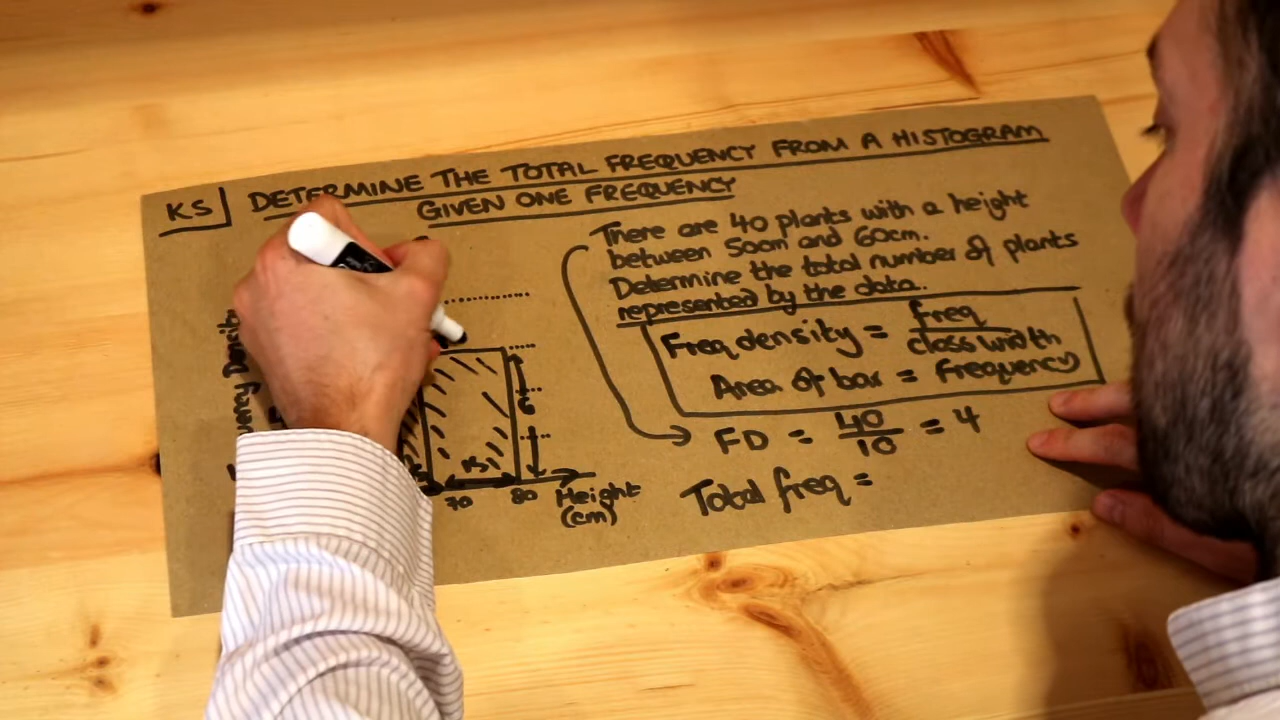 KS
DETERMINE THE TOTAL FREQUENCY FROM A HISTOGRAM
GIVEN ONE FREQUENCY
There are 40 plants with a height
between 50cm and 60cm.
Determine the total number of plants
represented by the data.
Freq density = Freq
class width
Area of bar = Frequency
FD = 40/10 = 4
Total freq =
6
15
70 80 Height
(cm)